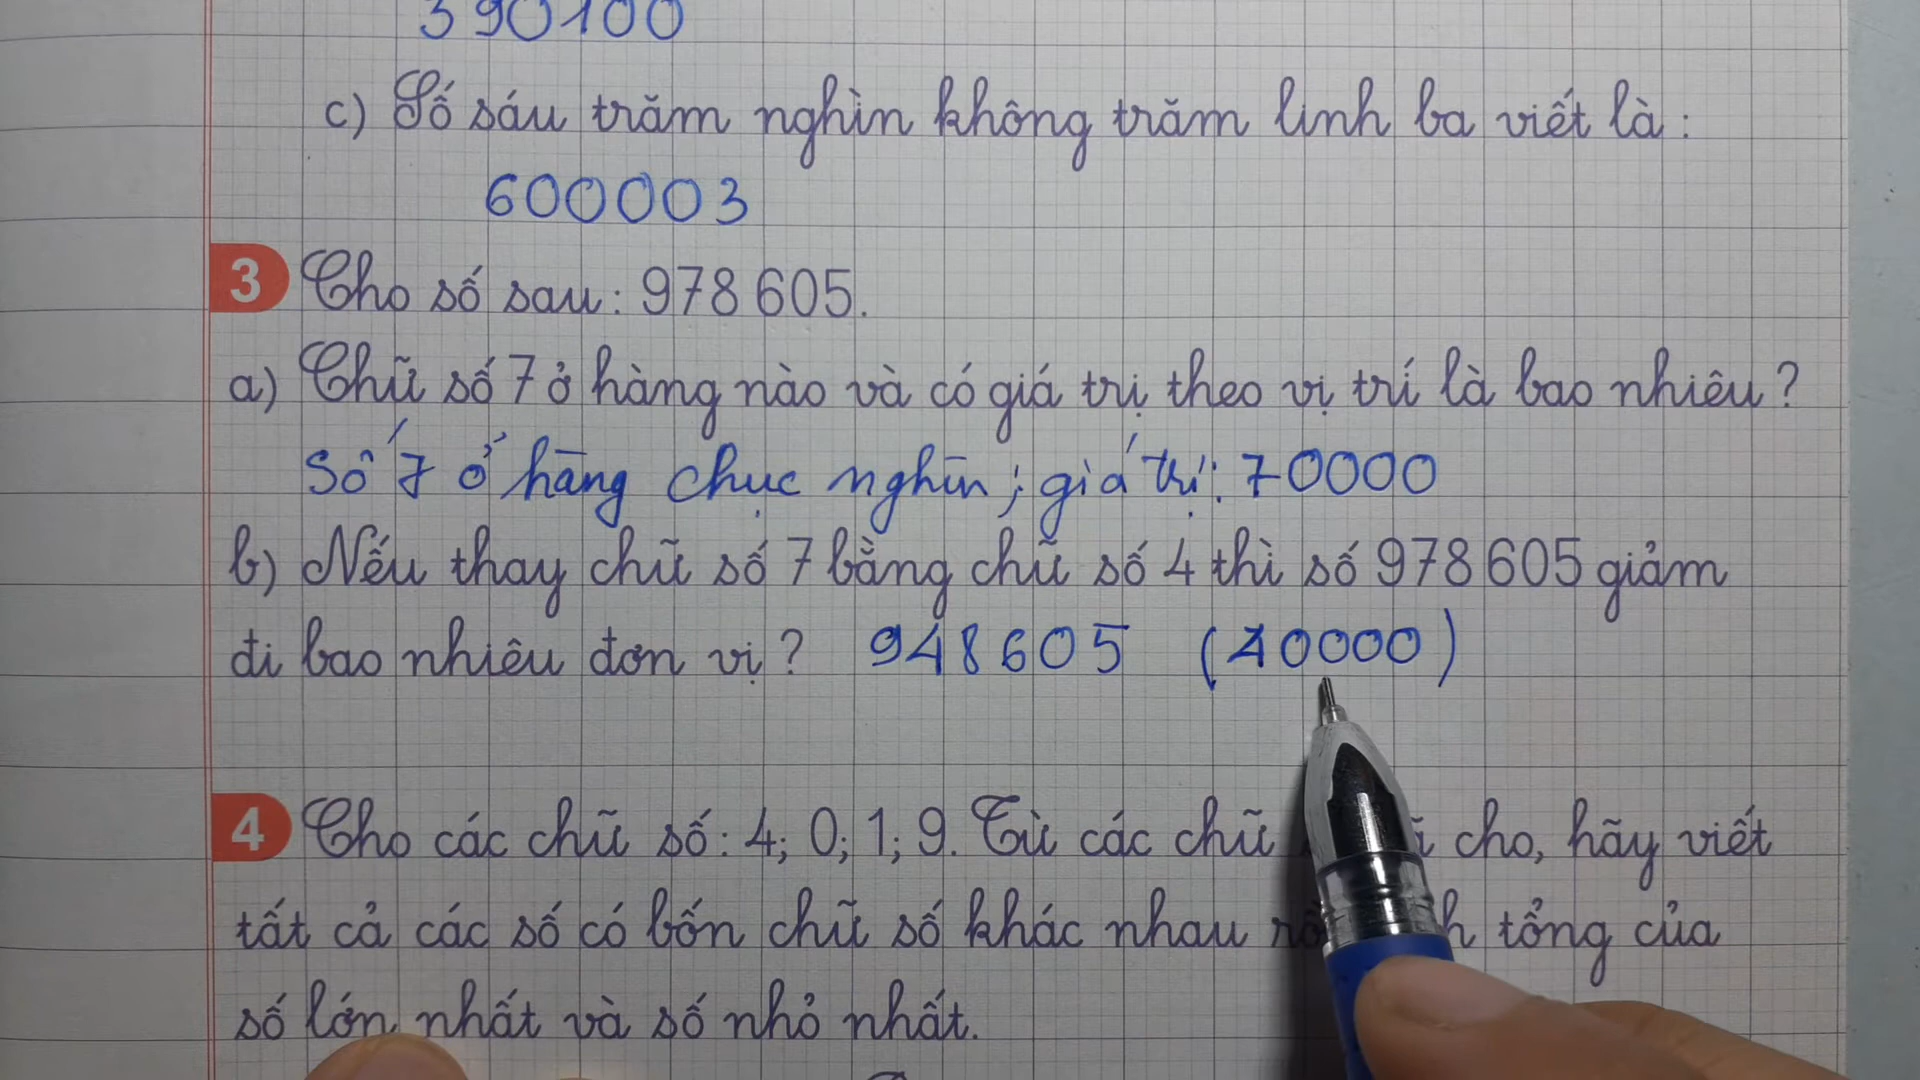 390100
c) Số sáu trăm nghìn không trăm linh ba viết là:
600003
3 Cho số sau: 978 605.
a) Chữ số 7 ở hàng nào và có giá trị theo vị trí là bao nhiêu?
Số 7 ở hàng chục nghìn; giá trị: 70000
b) Nếu thay chữ số 7 bằng chữ số 4 thì số 978 605 giảm
đi bao nhiêu đơn vị? 948605 (40000)
4 Cho các chữ số: 4; 0; 1; 9. Từ các chữ cho, hãy viết
tất cả các số có bốn chữ số khác nhau tổng của
số lớn nhất và số nhỏ nhất.